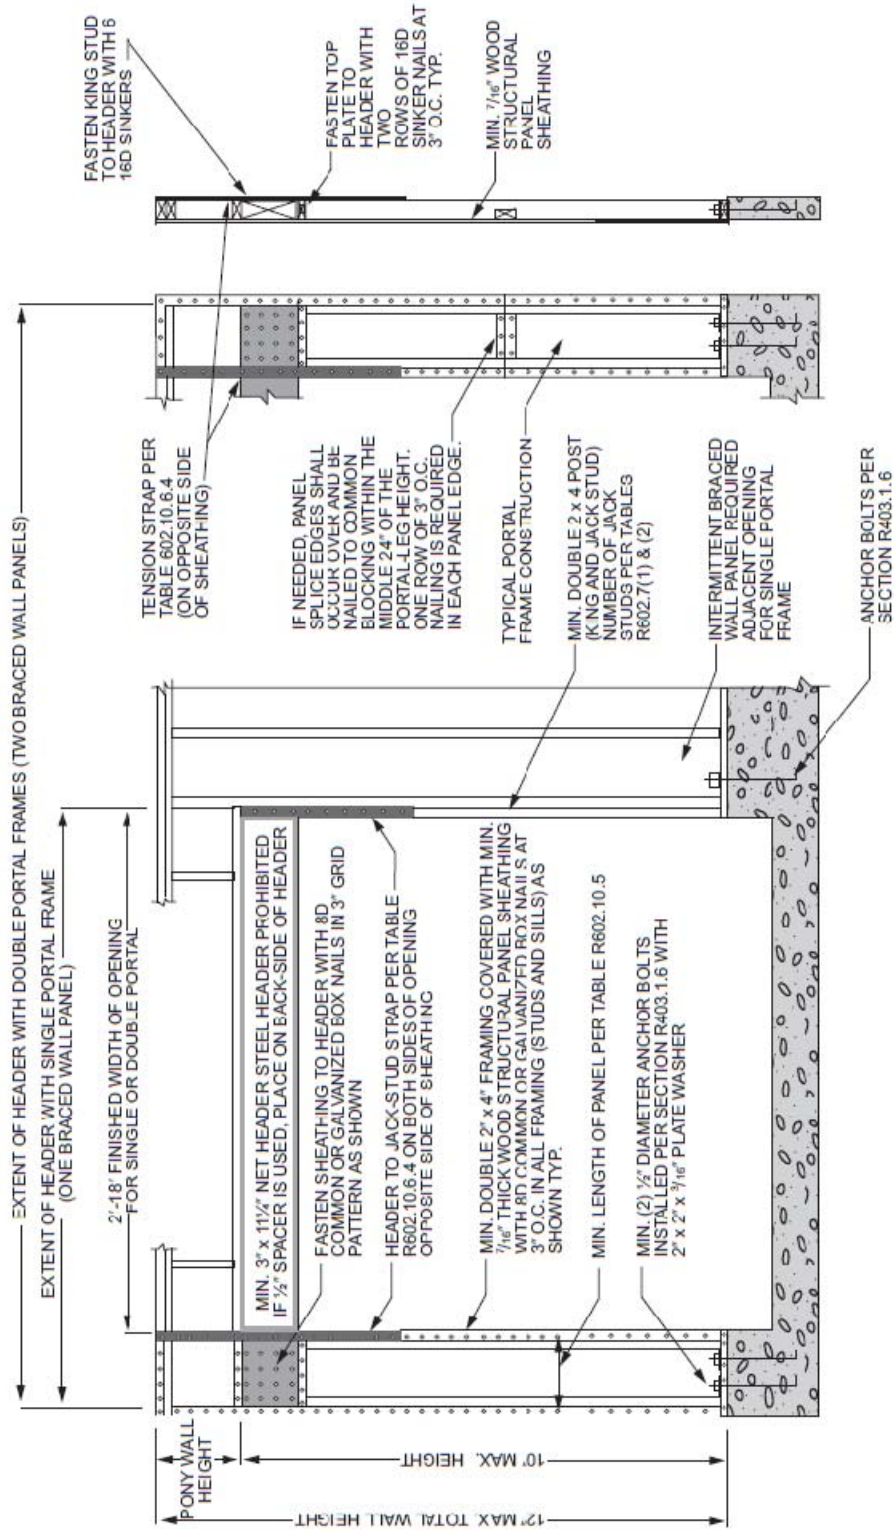 EXTENT OF HEADER WITH DOUBLE PORTAL FRAMES (TWO BRACED WALL PANELS)
EXTENT OF HEADER WITH SINGLE PORTAL FRAME
(ONE BRACED WALL PANEL)
2'-18' FINISHED WIDTH OF OPENING
FOR SINGLE OR DOUBLE PORTAL
PONY WALL
HEIGHT
10' MAX. HEIGHT
12' MAX. TOTAL WALL HEIGHT
MIN. 3" x 11¼" NET HEADER STEEL HEADER PROHIBITED
IF ½" SPACER IS USED, PLACE ON BACK-SIDE OF HEADER
FASTEN SHEATHING TO HEADER WITH 8D
COMMON OR GALVANIZED BOX NAILS IN 3" GRID
PATTERN AS SHOWN
HEADER TO JACK-STUD STRAP PER TABLE
R602.10.6.4 ON BOTH SIDES OF OPENING
OPPOSITE SIDE OF SHEATHING
MIN. DOUBLE 2" x 4" FRAMING COVERED WITH MIN.
7/16" THICK WOOD STRUCTURAL PANEL SHEATHING
WITH 8D COMMON OR GALVANIZED BOX NAILS AT
3" O.C. IN ALL FRAMING (STUDS AND SILLS) AS
SHOWN TYP.
MIN. LENGTH OF PANEL PER TABLE R602.10.5
MIN. (2) ½" DIAMETER ANCHOR BOLTS
INSTALLED PER SECTION R403.1.6 WITH
2" x 2" x 3/16" PLATE WASHER
TENSION STRAP PER
TABLE 602.10.6.4
(ON OPPOSITE SIDE
OF SHEATHING)
IF NEEDED, PANEL
SPLICE EDGES SHALL
OCCUR OVER AND BE
NAILED TO COMMON
BLOCKING WITHIN THE
MIDDLE 24" OF THE
PORTAL-LEG HEIGHT.
ONE ROW OF 3" O.C.
NAILING IS REQUIRED
IN EACH PANEL EDGE.
TYPICAL PORTAL
FRAME CONSTRUCTION
MIN. DOUBLE 2 x 4 POST
(KING AND JACK STUD)
NUMBER OF JACK
STUDS PER TABLES
R602.7(1) & (2)
INTERMITTENT BRACED
WALL PANEL REQUIRED
ADJACENT OPENING
FOR SINGLE PORTAL
FRAME
ANCHOR BOLTS PER
SECTION R403.1.6
FASTEN KING STUD
TO HEADER WITH 6
16D SINKERS
FASTEN TOP
PLATE TO
HEADER WITH
TWO
ROWS OF 16D
SINKER NAILS AT
3" O.C. TYP.
MIN. 7/16" WOOD
STRUCTURAL
PANEL
SHEATHING